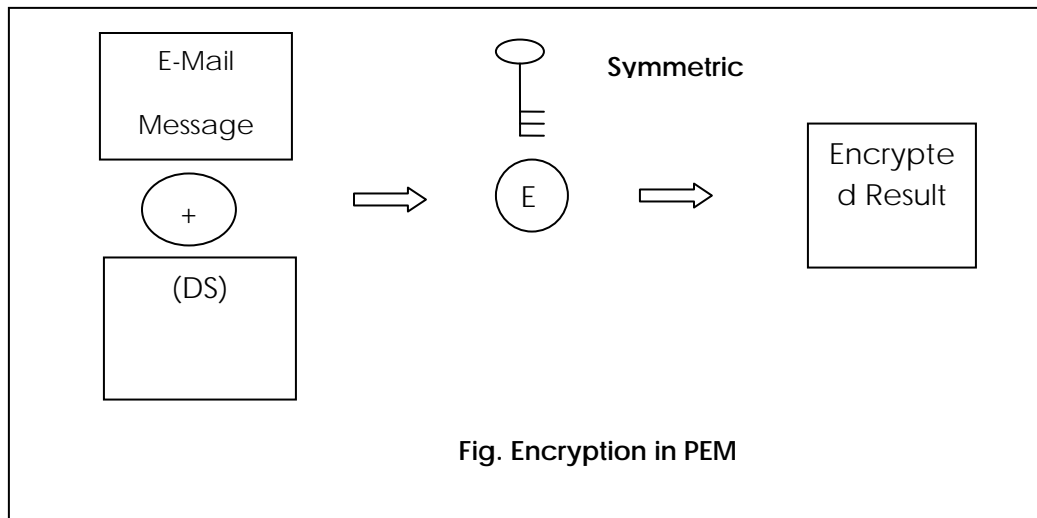 E-Mail
Message
+
(DS)
Symmetric
E
Encrypte
d Result
Fig. Encryption in PEM